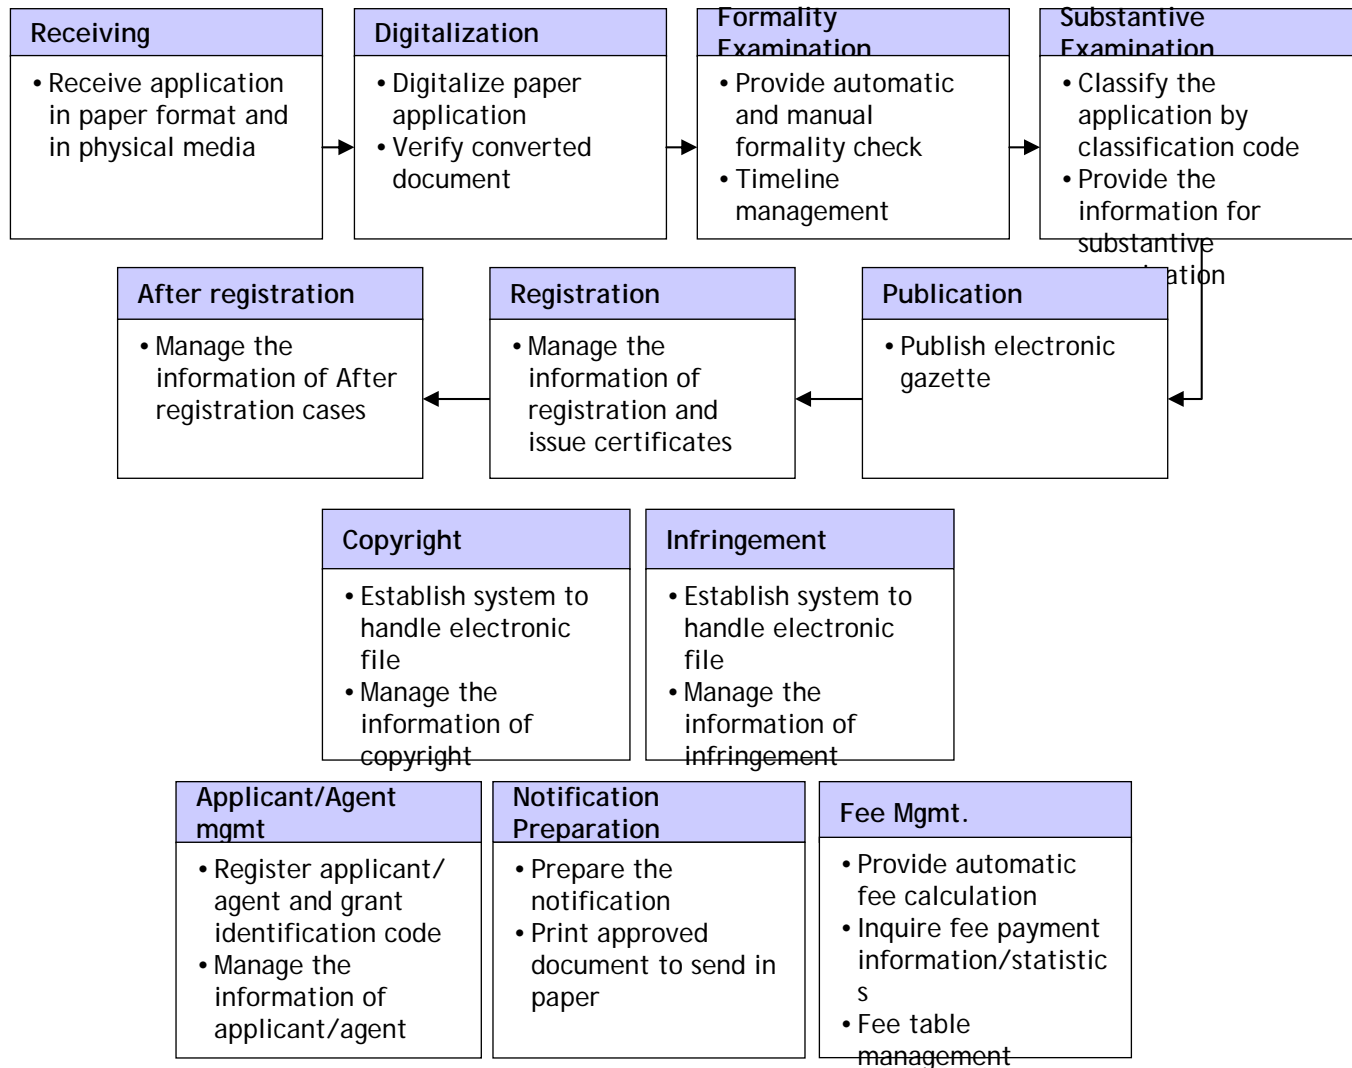 Receiving
• Receive application
in paper format and
in physical media
Digitalization
• Digitalize paper
application
• Verify converted
document
Formality
Examination
• Provide automatic
and manual
formality check
• Timeline
management
Substantive
Examination
• Classify the
application by
classification code
• Provide the
information for
substantive
After registration
• Manage the
information of After
registration cases
Registration
• Manage the
information of
registration and
issue certificates
Publication
• Publish electronic
gazette
Copyright
• Establish system to
handle electronic
file
• Manage the
information of
copyright
Infringement
• Establish system to
handle electronic
file
• Manage the
information of
infringement
Applicant/Agent
mgmt
• Register applicant/
agent and grant
identification code
• Manage the
information of
applicant/agent
Notification
Preparation
• Prepare the
notification
• Print approved
document to send in
paper
Fee Mgmt.
• Provide automatic
fee calculation
• Inquire fee payment
information/statistic
s
• Fee table
management